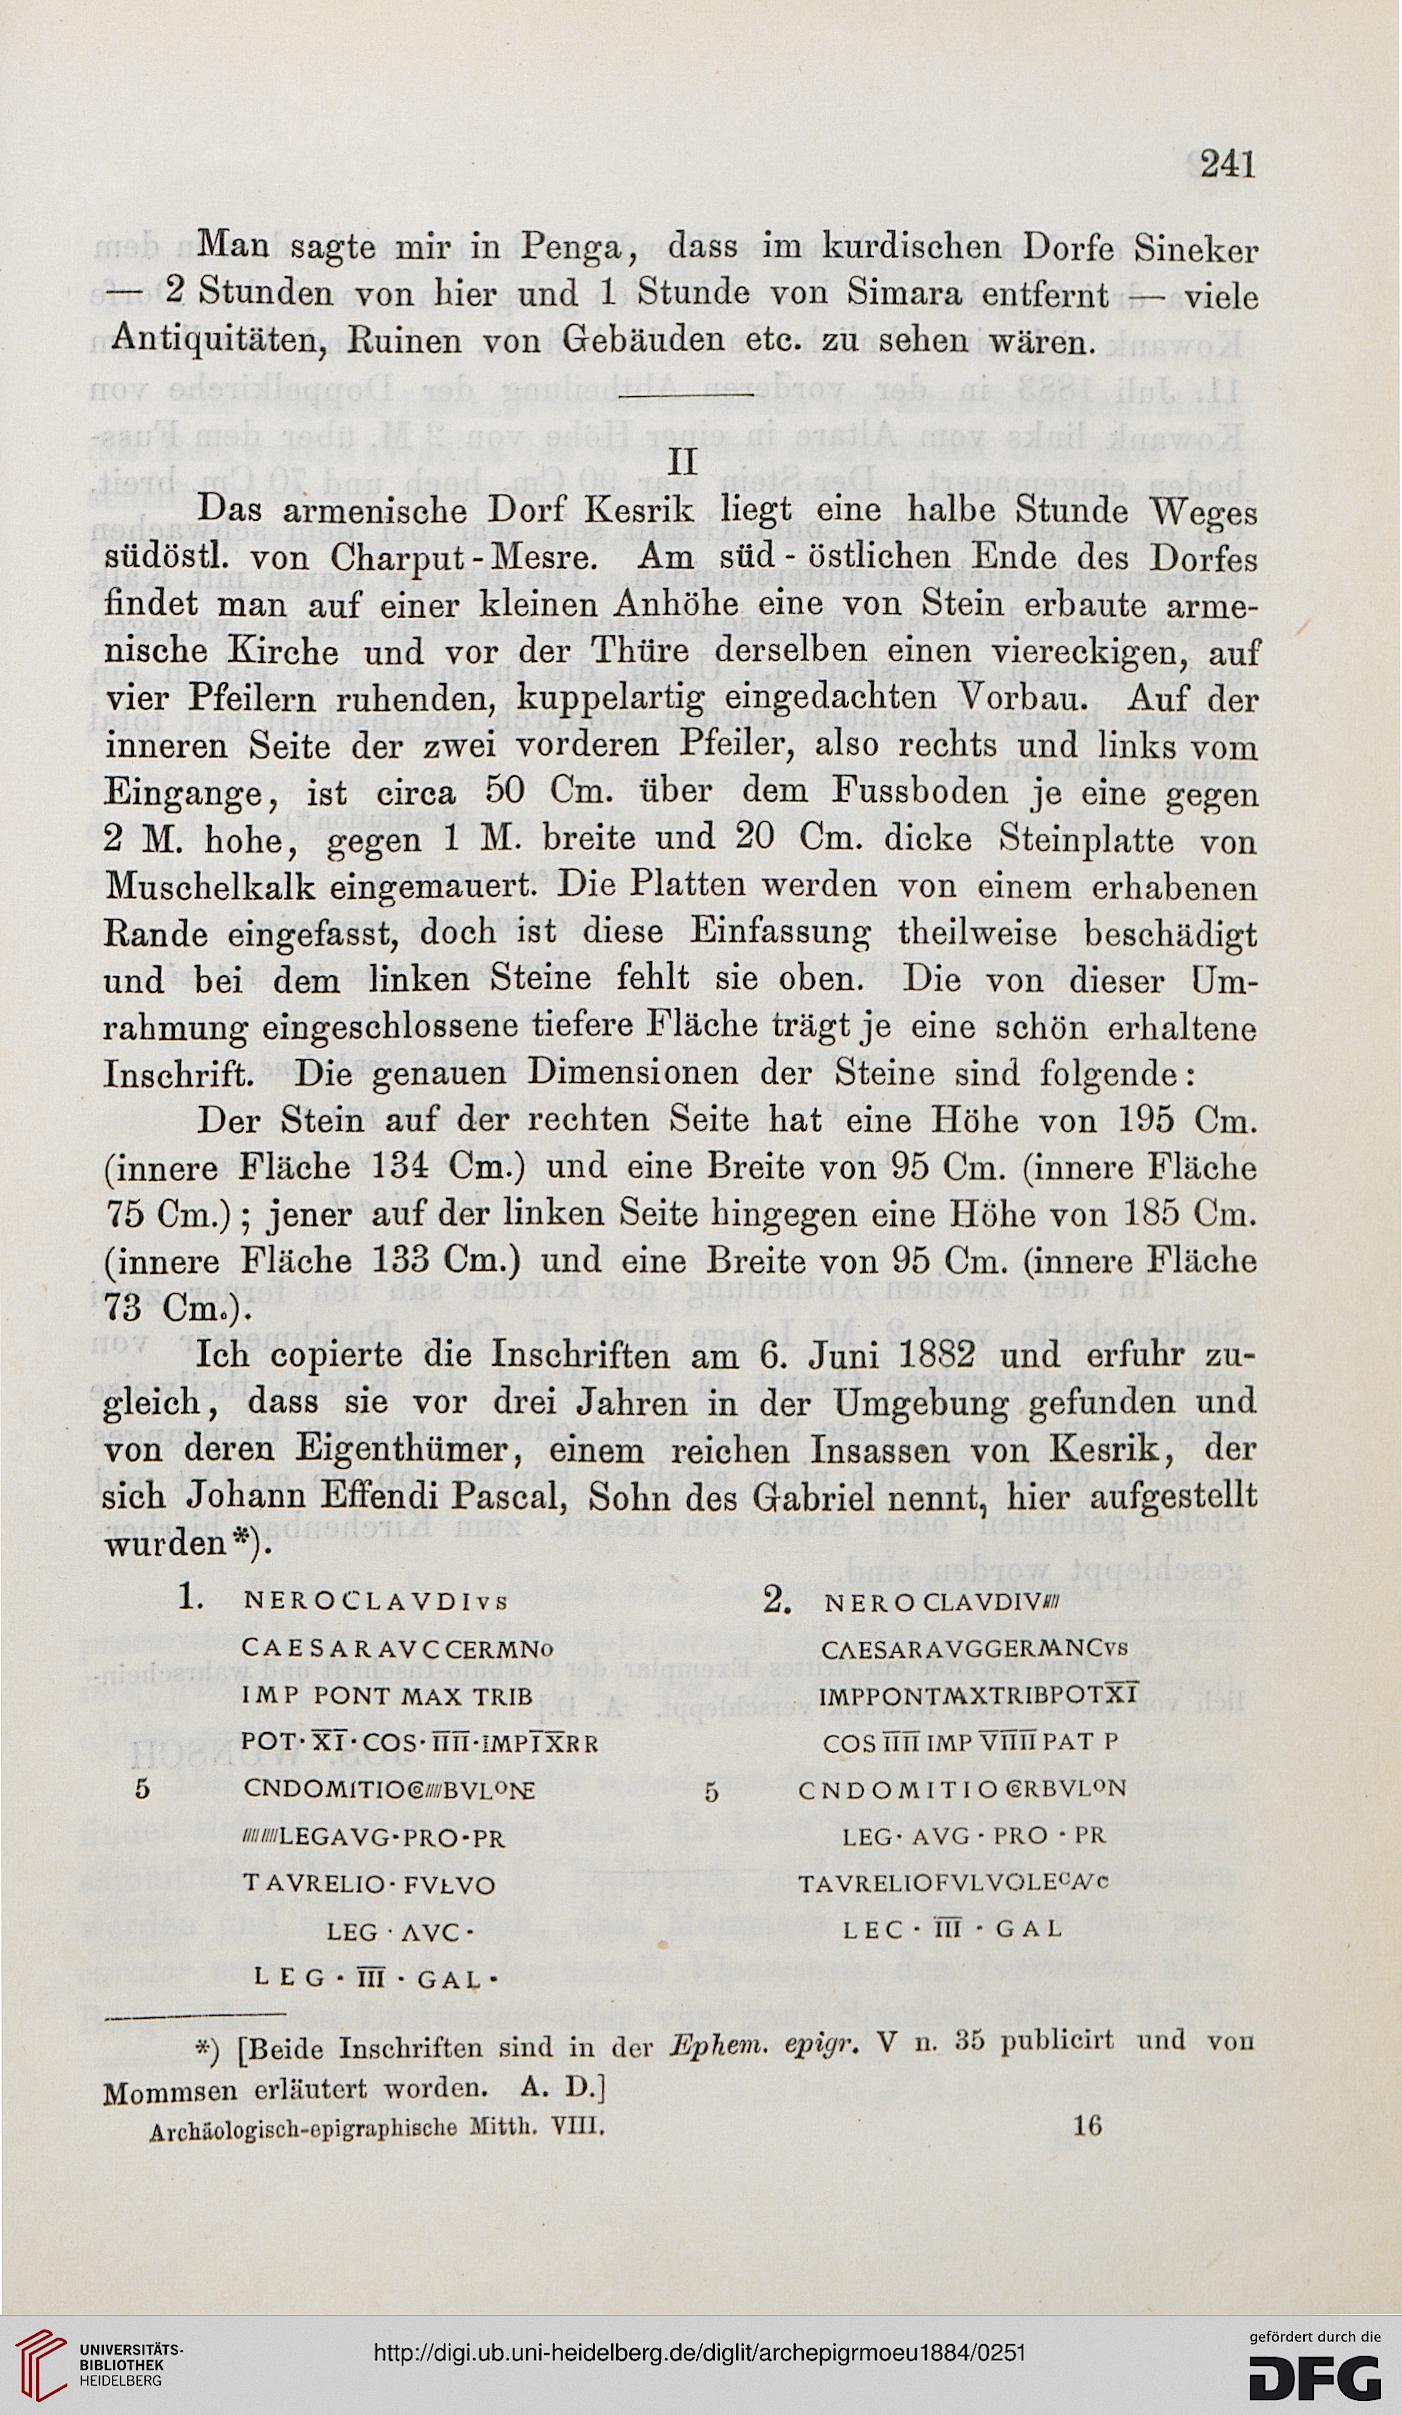 241
Man sagte mir in Penga, dass im kurdischen Dorfe Sineker
— 2 Stunden von hier und 1 Stunde von Simara entfernt — viele
Antiquitäten, Ruinen von Gebäuden etc. zu sehen wären.
II
Das armenische Dorf Kesrik liegt eine halbe Stunde Weges
südöstl. von Charput-Mesre. Am süd-östlichen Ende des Dorfes
findet man auf einer kleinen Anhöhe eine von Stein erbaute arme-
nische Kirche und vor der Thüre derselben einen viereckigen, auf
vier Pfeilern ruhenden, kuppelartig eingedachten Vorbau. Auf der
inneren Seite der zwei vorderen Pfeiler, also rechts und links vom
Eingange, ist circa 50 Cm. über dem Fussboden je eine gegen
2 M. hohe, gegen 1 M. breite und 20 Cm. dicke Steinplatte von
Muschelkalk eingemauert. Die Platten werden von einem erhabenen
Rande eingefasst, doch ist diese Einfassung theilweise beschädigt
und bei dem linken Steine fehlt sie oben. Die von dieser Um-
rahmung eingeschlossene tiefere Fläche trägt je eine schön erhaltene
Inschrift. Die genauen Dimensionen der Steine sind folgende:
Der Stein auf der rechten Seite hat eine Höhe von 195 Cm.
(innere Fläche 134 Cm.) und eine Breite von 95 Cm. (innere Fläche
75 Cm.); jener auf der linken Seite hingegen eine Höhe von 185 Cm.
(innere Fläche 133 Cm.) und eine Breite von 95 Cm. (innere Fläche
73 Cm.).
Ich copierte die Inschriften am 6. Juni 1882 und erfuhr zu-
gleich, dass sie vor drei Jahren in der Umgebung gefunden und
von deren Eigenthümer, einem reichen Insassen von Kesrik, der
sich Johann Effendi Pascal, Sohn des Gabriel nennt, hier aufgestellt
wurden*).
1. NEROCLAVDIVS
CAESARAVCCERMNO
IMP PONT MAX TRIB
POT·X̅I̅·COS·I̅I̅I̅I̅·IMPI̅X̅RR
5 CNDOMITIOC/////BVLONE
///////LEGAVG·PRO·PR
TAVRELIO·FVLVO
LEG·AVC·
LEG·I̅I̅I̅·GAL·
2. NERO CLAVDIV/////
CAESARAVGGERMANCVS
IMPPONTMAXTRIBPOTX̅I̅
COS I̅I̅I̅I̅ IMP V̅I̅I̅I̅I̅ PAT P
5 CNDOMITIO CORBVLON
LEG· AVG · PRO · PR
TAVRELIOFVLVOLECAVC
LEC · I̅I̅I̅ · GAL
*) [Beide Inschriften sind in der Ephem. epigr. V n. 35 publicirt und von
Mommsen erläutert worden. A. D.]
Archäologisch-epigraphische Mitth. VIII. 16
UNIVERSITÄTS-
BIBLIOTHEK
HEIDELBERG
http://digi.ub.uni-heidelberg.de/diglit/archepigrmoeu1884/0251
gefördert durch die
DFG